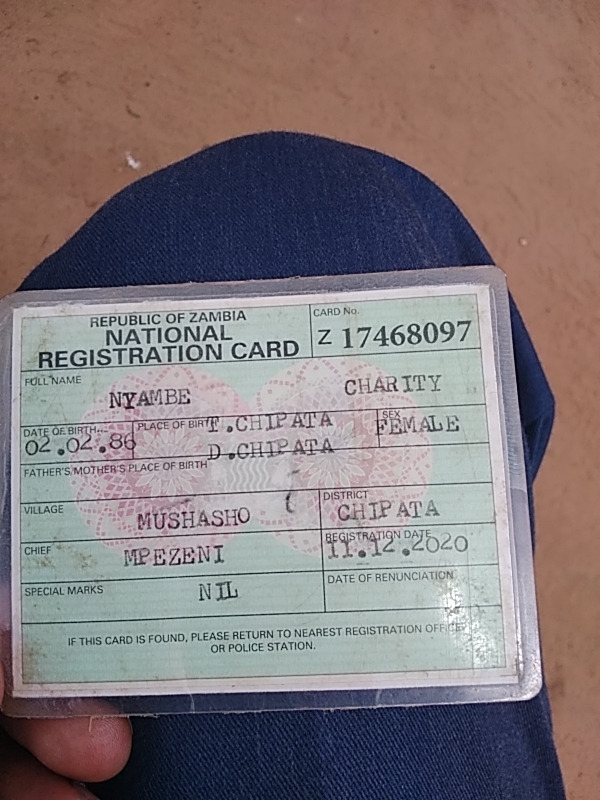 REPUBLIC OF ZAMBIA
NATIONAL
REGISTRATION CARD
CARD No.
Z 17468097
FULL NAME
NYAMBE CHARITY
DATE OF BIRTH
02.02.86
PLACE OF BIRTH
T.CHIPATA
D.CHIPATA
SEX
FEMALE
FATHER'S/MOTHER'S PLACE OF BIRTH
VILLAGE
MUSHASHO
DISTRICT
CHIPATA
CHIEF
MPEZENI
REGISTRATION DATE
11.12.2020
SPECIAL MARKS
NIL
DATE OF RENUNCIATION
IF THIS CARD IS FOUND, PLEASE RETURN TO NEAREST REGISTRATION OFFICE
OR POLICE STATION.